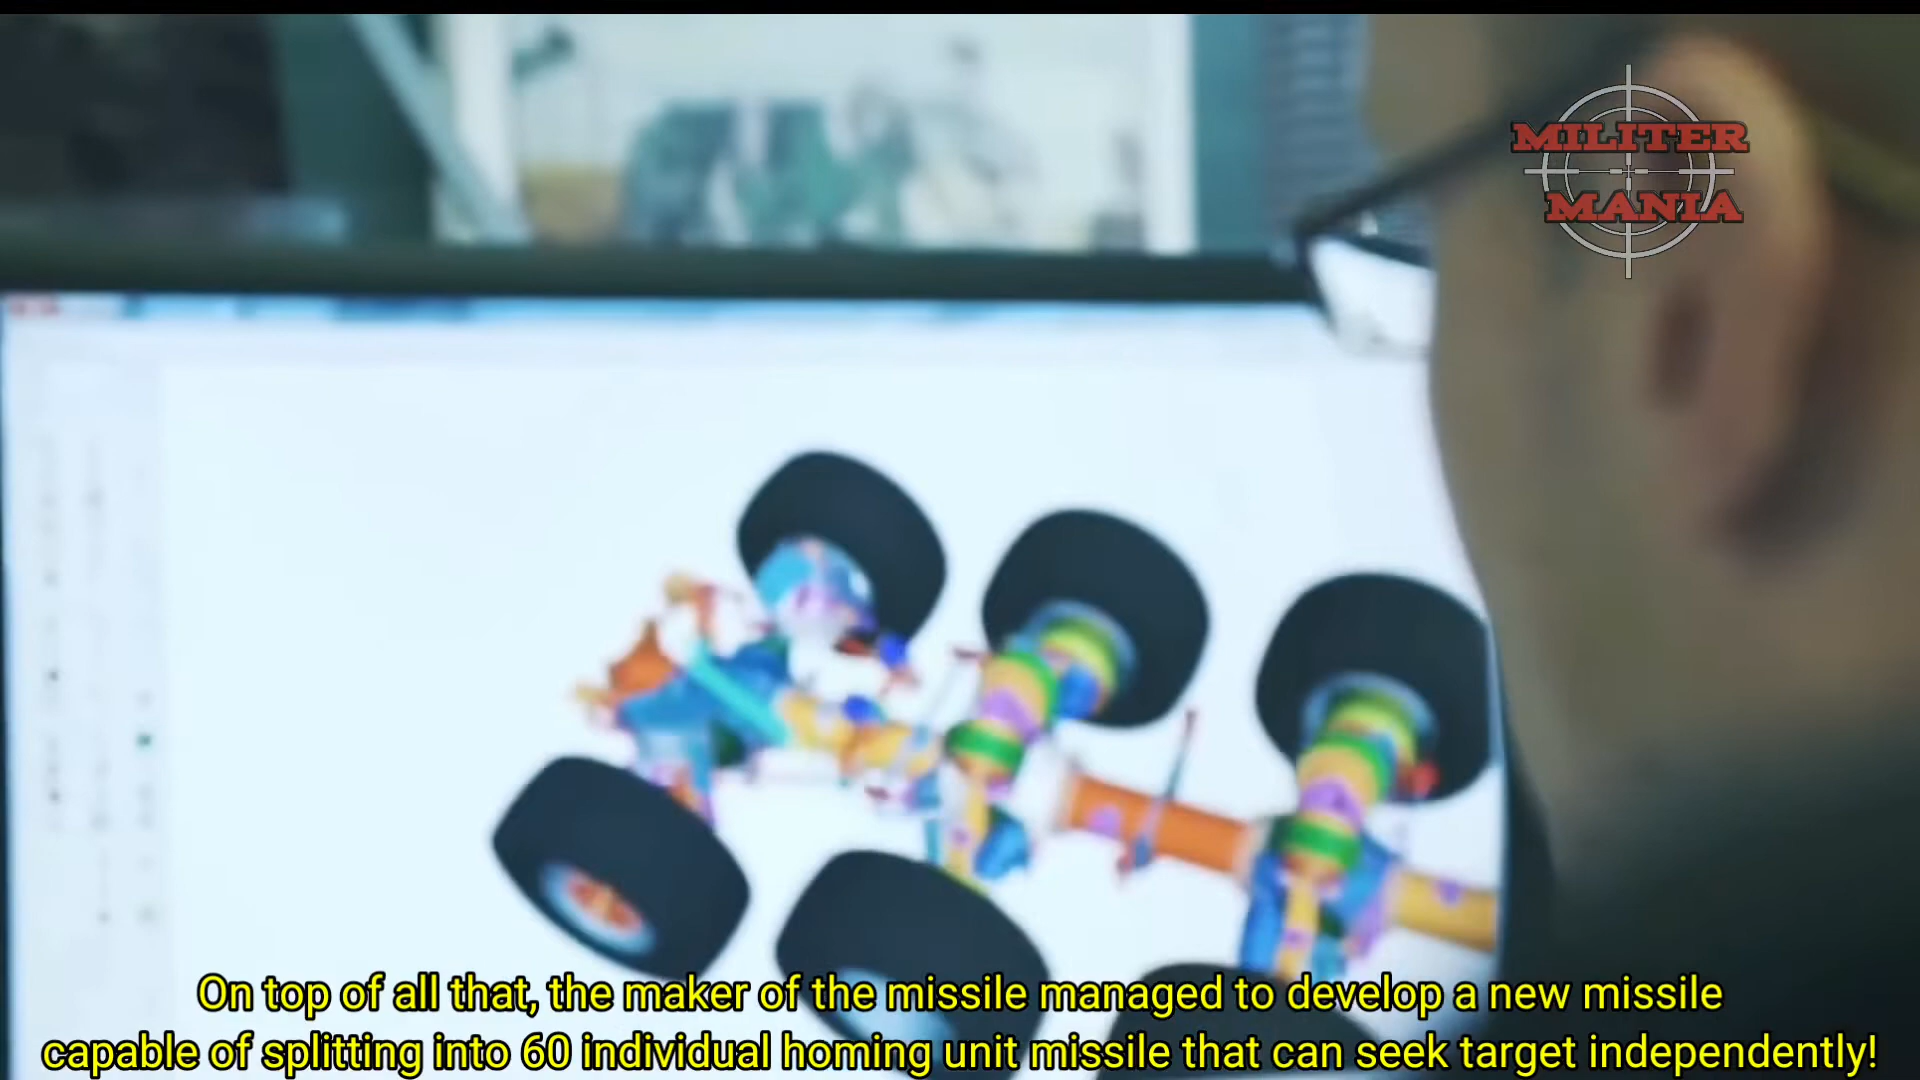 MILITER
MANIA
On top of all that, the maker of the missile managed to develop a new missile
capable of splitting into 60 individual homing unit missile that can seek target independently!